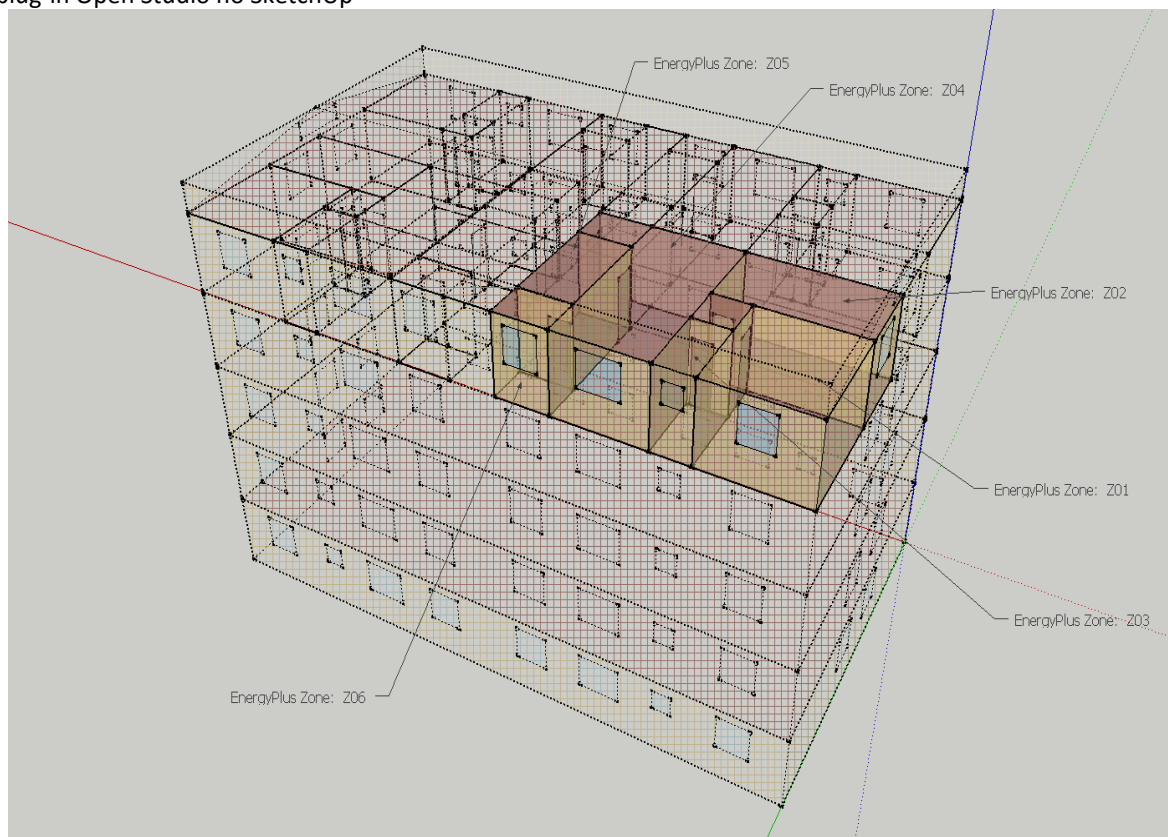 plug-in Open Studio no SketchUp
EnergyPlus Zone: Z05
EnergyPlus Zone: Z04
EnergyPlus Zone: Z02
EnergyPlus Zone: Z01
EnergyPlus Zone: Z03
EnergyPlus Zone: Z06